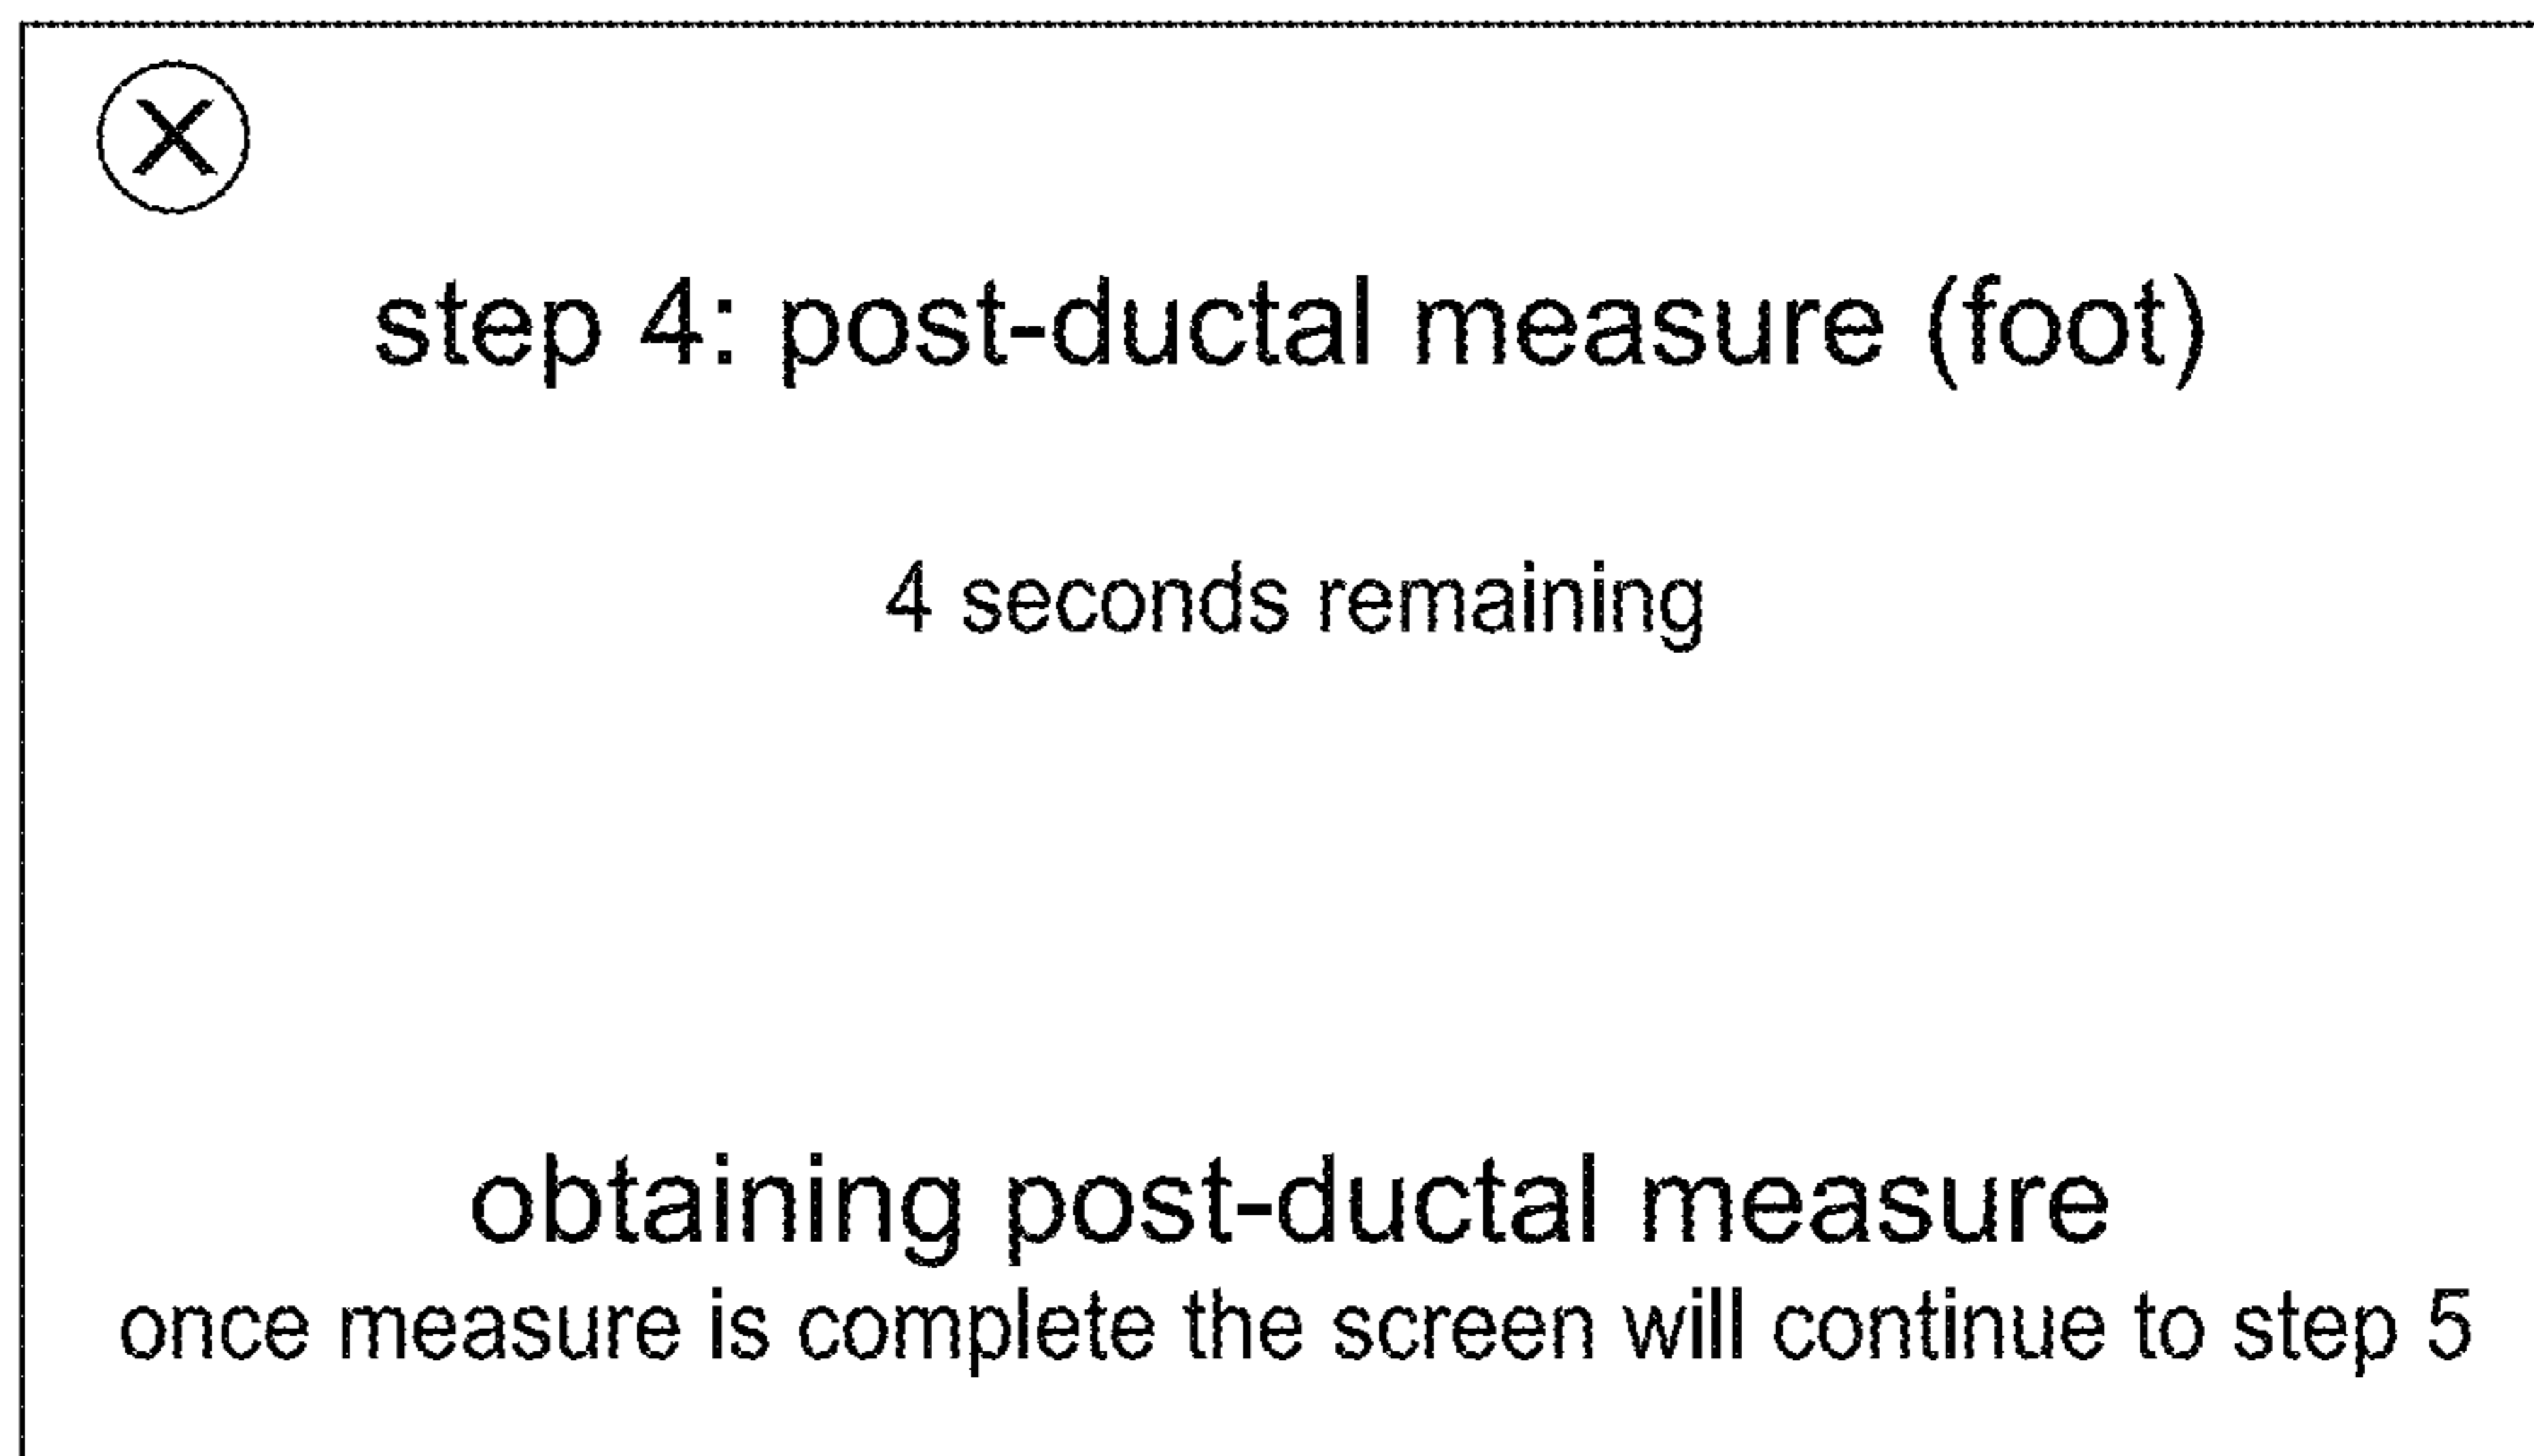 step 4: post-ductal measure (foot)
4 seconds remaining
obtaining post-ductal measure
once measure is complete the screen will continue to step 5